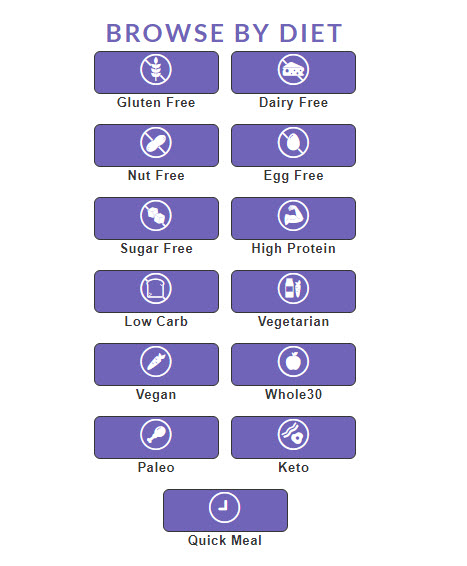 BROWSE BY DIET
Gluten Free
Dairy Free
Nut Free
Egg Free
Sugar Free
High Protein
Low Carb
Vegetarian
Vegan
Whole30
Paleo
Keto
Quick Meal